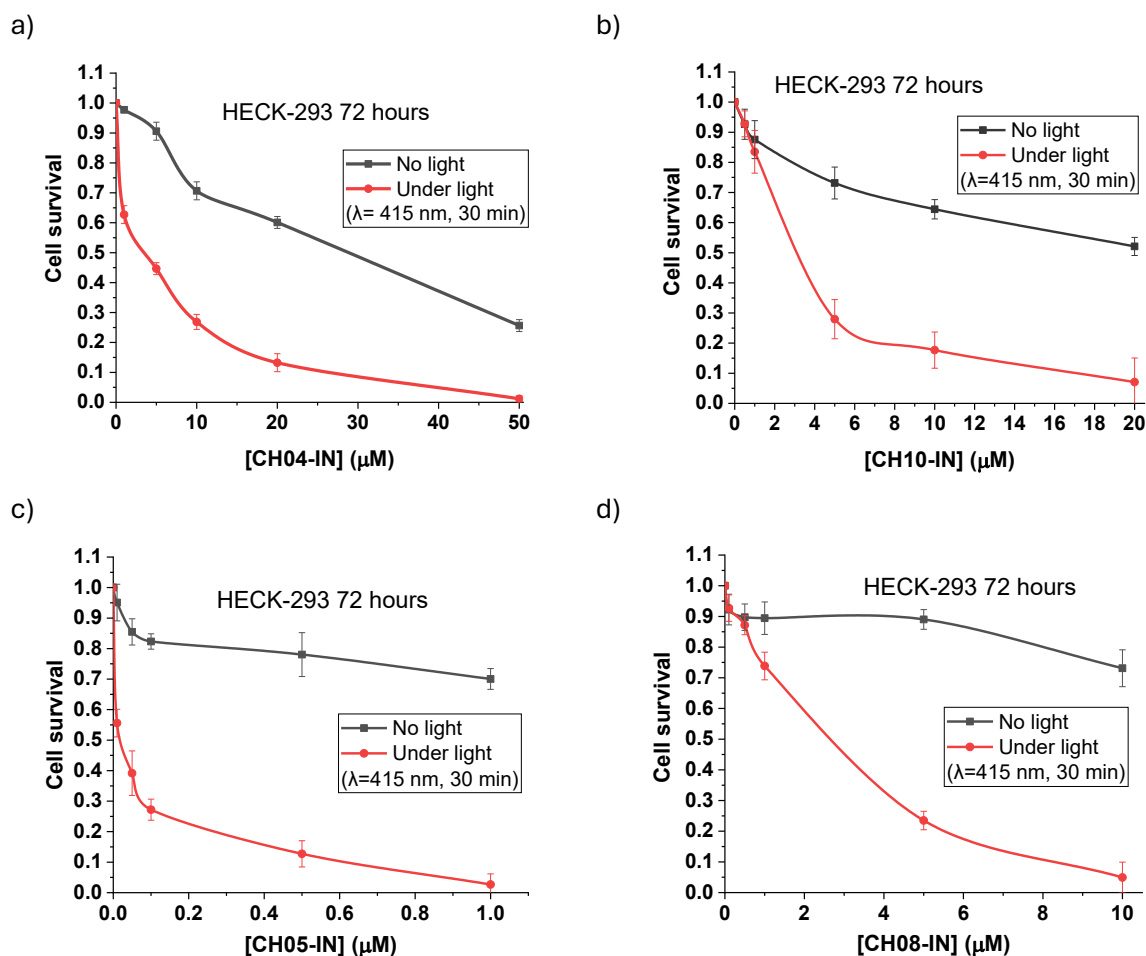 a)
1.1
1.0
0.9
0.8
0.7
0.6
0.5
0.4
0.3
0.2
0.1
0.0
Cell survival
HECK-293 72 hours
No light
Under light
(λ= 415 nm, 30 min)
0 10 20 30 40 50
[CH04-IN] (μM)
b)
1.1
1.0
0.9
0.8
0.7
0.6
0.5
0.4
0.3
0.2
0.1
0.0
Cell survival
HECK-293 72 hours
No light
Under light
(λ=415 nm, 30 min)
0 2 4 6 8 10 12 14 16 18 20
[CH10-IN] (μM)
c)
1.1
1.0
0.9
0.8
0.7
0.6
0.5
0.4
0.3
0.2
0.1
0.0
Cell survival
HECK-293 72 hours
No light
Under light
(λ=415 nm, 30 min)
0.0 0.2 0.4 0.6 0.8 1.0
[CH05-IN] (μM)
d)
1.1
1.0
0.9
0.8
0.7
0.6
0.5
0.4
0.3
0.2
0.1
0.0
Cell survival
HECK-293 72 hours
No light
Under light
(λ=415 nm, 30 min)
0 2 4 6 8 10
[CH08-IN] (μM)